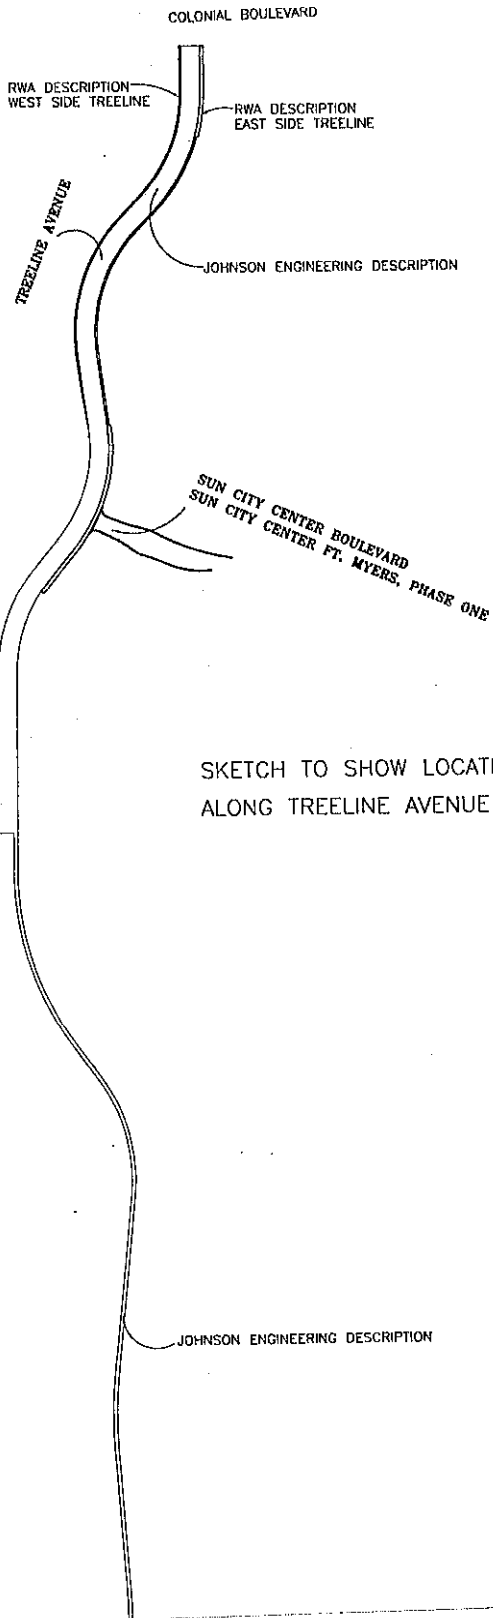 COLONIAL BOULEVARD
RWA DESCRIPTION
WEST SIDE TREELINE
RWA DESCRIPTION
EAST SIDE TREELINE
TREELINE AVENUE
JOHNSON ENGINEERING DESCRIPTION
SUN CITY CENTER BOULEVARD
SUN CITY CENTER FT. MYERS, PHASE ONE
SKETCH TO SHOW LOCATI
ALONG TREELINE AVENUE
JOHNSON ENGINEERING DESCRIPTION